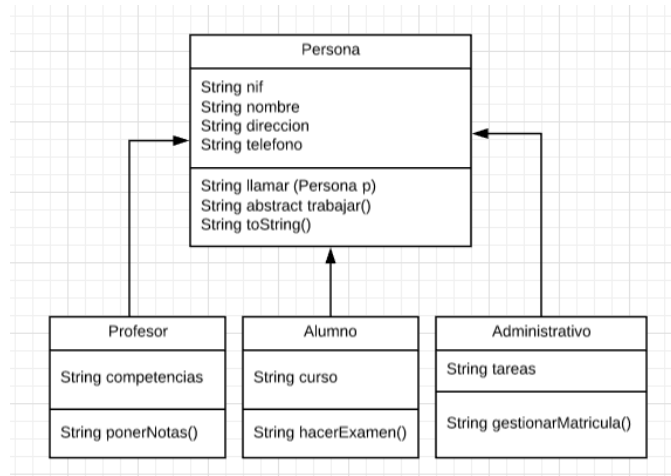 Persona
String nif
String nombre
String direccion
String telefono
String llamar (Persona p)
String abstract trabajar()
String toString()
Profesor
String competencias
String ponerNotas()
Alumno
String curso
String hacerExamen()
Administrativo
String tareas
String gestionarMatricula()